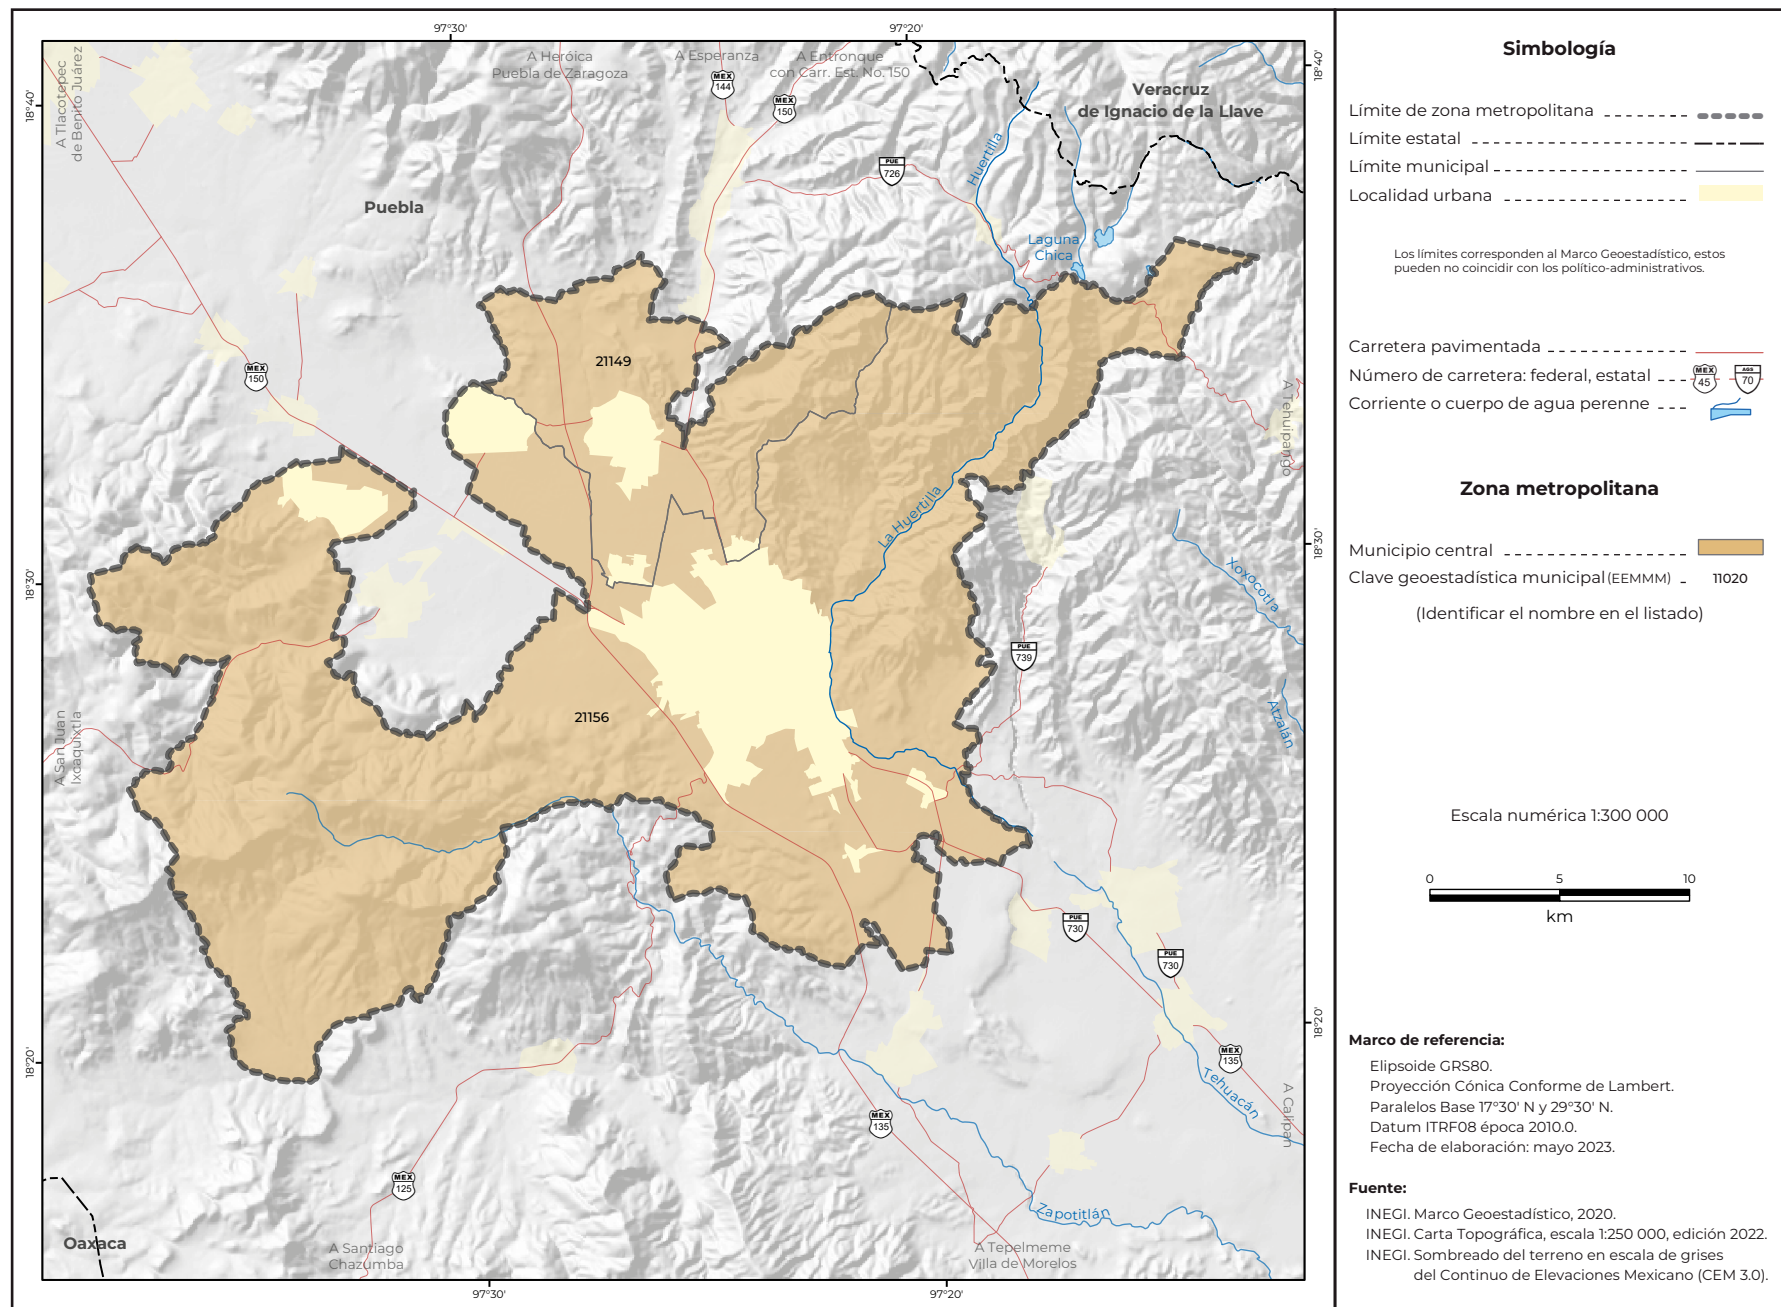 97°30'
97°20'
18°40'
18°40'
A Tlacotepec
de Benito Juárez
A Heróica
Puebla de Zaragoza
A Esperanza
A Entronque
con Carr. Est. No. 150
MEX
144
MEX
150
Veracruz
de Ignacio de la Llave
Huertilla
PUE
726
Puebla
Laguna
Chica
21149
MEX
150
A Tehuipango
La Huertilla
18°30'
18°30'
Xoxocotla
PUE
739
21156
Atzalán
A San Juan
Ixcaquixtla
PUE
730
PUE
730
18°20'
18°20'
MEX
135
Tehuacán
MEX
135
A Calipan
MEX
125
Zapotitlán
Oaxaca
A Santiago
Chazumba
A Tepelmeme
Villa de Morelos
97°30'
97°20'
Simbología
Límite de zona metropolitana
Límite estatal
Límite municipal
Localidad urbana
Los límites corresponden al Marco Geoestadístico, estos
pueden no coincidir con los político-administrativos.
Carretera pavimentada
Número de carretera: federal, estatal
MEX
45
AGS
70
Corriente o cuerpo de agua perenne
Zona metropolitana
Municipio central
Clave geoestadística municipal (EEMMM) 11020
(Identificar el nombre en el listado)
Escala numérica 1:300 000
0 5 10
km
Marco de referencia:
Elipsoide GRS80.
Proyección Cónica Conforme de Lambert.
Paralelos Base 17°30' N y 29°30' N.
Datum ITRF08 época 2010.0.
Fecha de elaboración: mayo 2023.
Fuente:
INEGI. Marco Geoestadístico, 2020.
INEGI. Carta Topográfica, escala 1:250 000, edición 2022.
INEGI. Sombreado del terreno en escala de grises
del Continuo de Elevaciones Mexicano (CEM 3.0).